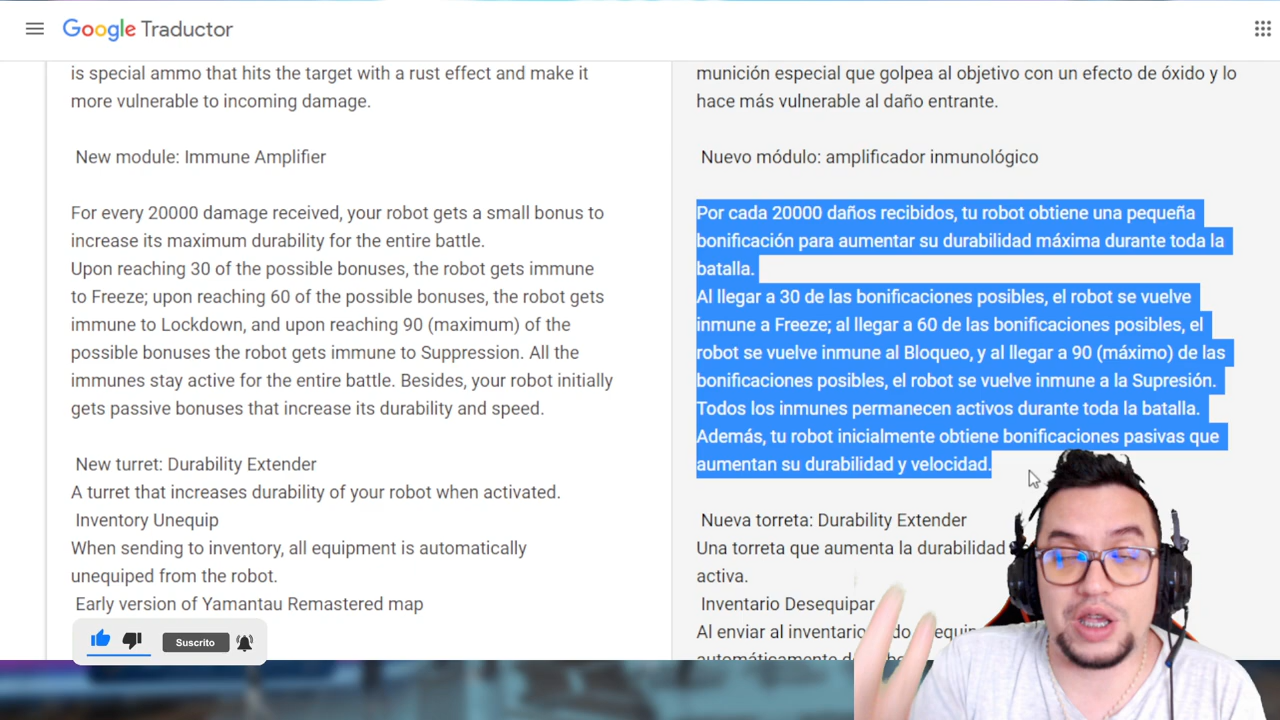 Google Traductor
is special ammo that hits the target with a rust effect and make it
more vulnerable to incoming damage.
New module: Immune Amplifier
For every 20000 damage received, your robot gets a small bonus to
increase its maximum durability for the entire battle.
Upon reaching 30 of the possible bonuses, the robot gets immune
to Freeze; upon reaching 60 of the possible bonuses, the robot gets
immune to Lockdown, and upon reaching 90 (maximum) of the
possible bonuses the robot gets immune to Suppression. All the
immunes stay active for the entire battle. Besides, your robot initially
gets passive bonuses that increase its durability and speed.
New turret: Durability Extender
A turret that increases durability of your robot when activated.
Inventory Unequip
When sending to inventory, all equipment is automatically
unequiped from the robot.
Early version of Yamantau Remastered map
Suscrito
munición especial que golpea al objetivo con un efecto de óxido y lo
hace más vulnerable al daño entrante.
Nuevo módulo: amplificador inmunológico
Por cada 20000 daños recibidos, tu robot obtiene una pequeña
bonificación para aumentar su durabilidad máxima durante toda la
batalla.
Al llegar a 30 de las bonificaciones posibles, el robot se vuelve
inmune a Freeze; al llegar a 60 de las bonificaciones posibles, el
robot se vuelve inmune al Bloqueo, y al llegar a 90 (máximo) de las
bonificaciones posibles, el robot se vuelve inmune a la Supresión.
Todos los inmunes permanecen activos durante toda la batalla.
Además, tu robot inicialmente obtiene bonificaciones pasivas que
aumentan su durabilidad y velocidad.
Nueva torreta: Durability Extender
Una torreta que aumenta la durabilidad
activa.
Inventario Desequipar
Al enviar al inventario